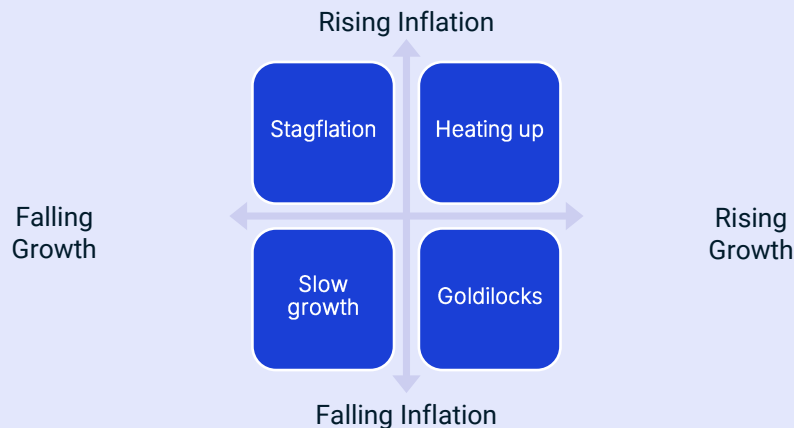 Rising Inflation
Stagflation
Heating up
Falling
Growth
Rising
Growth
Slow
growth
Goldilocks
Falling Inflation